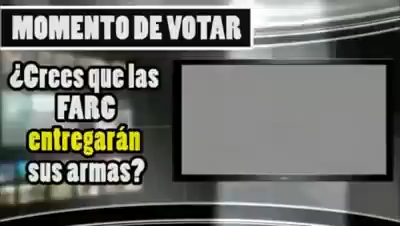 MOMENTO DE VOTAR
¿Crees que las
FARC
entregarán
sus armas?